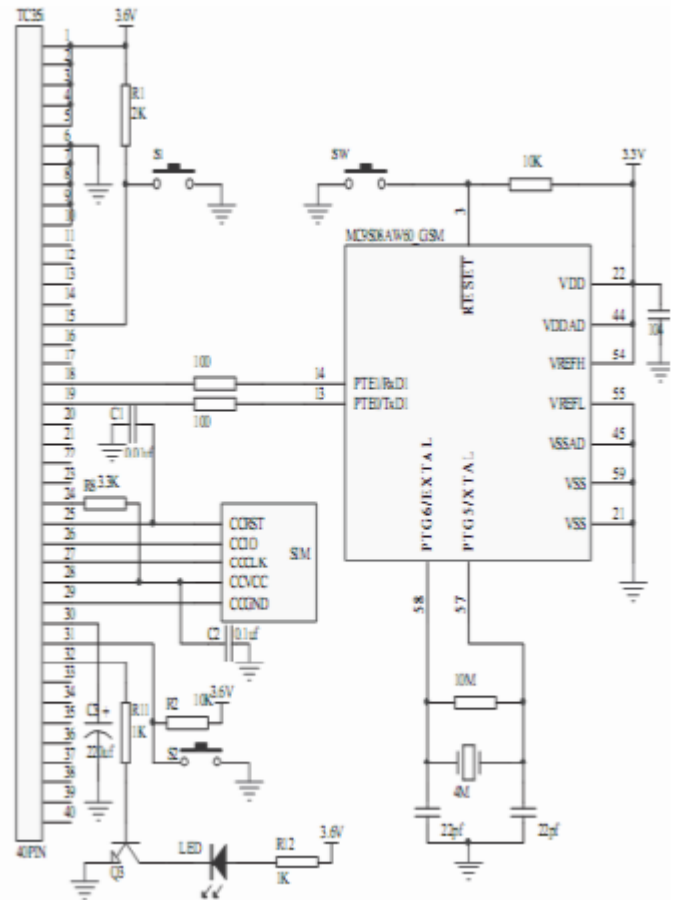 TC35i
3.6V
1
2
3
4
5
6
7
8
9
10
11
12
13
14
15
16
17
18
19
20
21
22
23
24
25
26
27
28
29
30
31
32
33
34
35
36
37
38
39
40
40PIN
R1
2K
S1
SW
10K
3.3V
3
MC9S08AW60_GSM
RESET
VDD
22
VDDAD
44
104
VREFH
54
VREFL
55
VSSAD
45
VSS
59
VSS
21
100
14
PTE1/RxD1
13
PTE0/TxD1
100
C1
0.01uf
PTG6/EXTAL
PTG5/XTAL
58
57
3.3K
CCRST
CCIO
CCCLK
CCVCC
CCGND
SIM
C2
0.1uf
10M
4M
22pf
22pf
C3 +
220uf
R11
1K
R2
10K
3.6V
S2
Q3
LED
R12
1K
3.6V